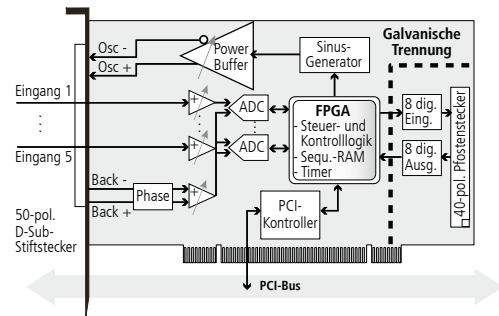 Galvanische
Trennung
Osc -
Osc +
Power
Buffer
Sinus-
Generator
Eingang 1
Eingang 5
+
+
+
ADC
ADC
FPGA
- Steuer- und
Kontrolllogik
- Sequ.-RAM
- Timer
8 dig.
Eing.
8 dig.
Ausg.
40-pol. Pfostenstecker
Back -
Back +
Phase
PCI-
Kontroller
50-pol.
D-Sub-
Stiftstecker
PCI-Bus